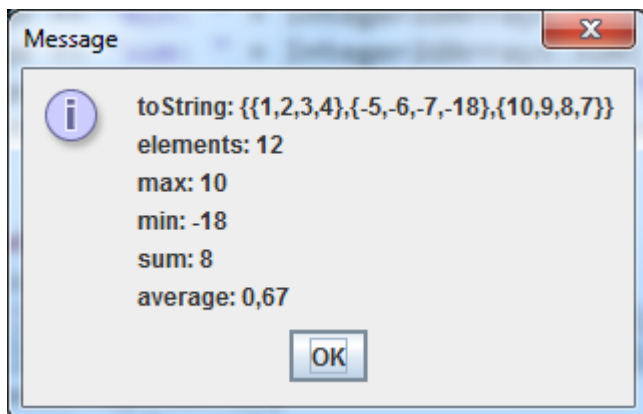 Message
toString: {{1,2,3,4},{-5,-6,-7,-18},{10,9,8,7}}
elements: 12
max: 10
min: -18
sum: 8
average: 0,67
OK